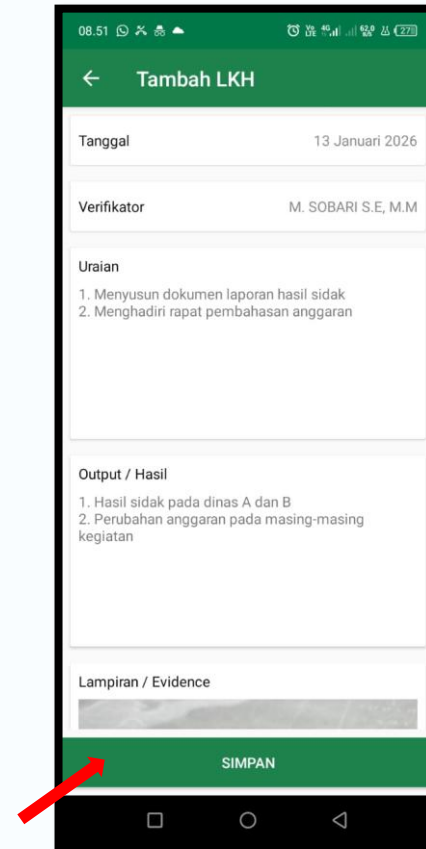 08.51
Tambah LKH
Tanggal 13 Januari 2026
Verifikator M. SOBARI S.E, M.M
Uraian
1. Menyusun dokumen laporan hasil sidak
2. Menghadiri rapat pembahasan anggaran
Output / Hasil
1. Hasil sidak pada dinas A dan B
2. Perubahan anggaran pada masing-masing
kegiatan
Lampiran / Evidence
SIMPAN